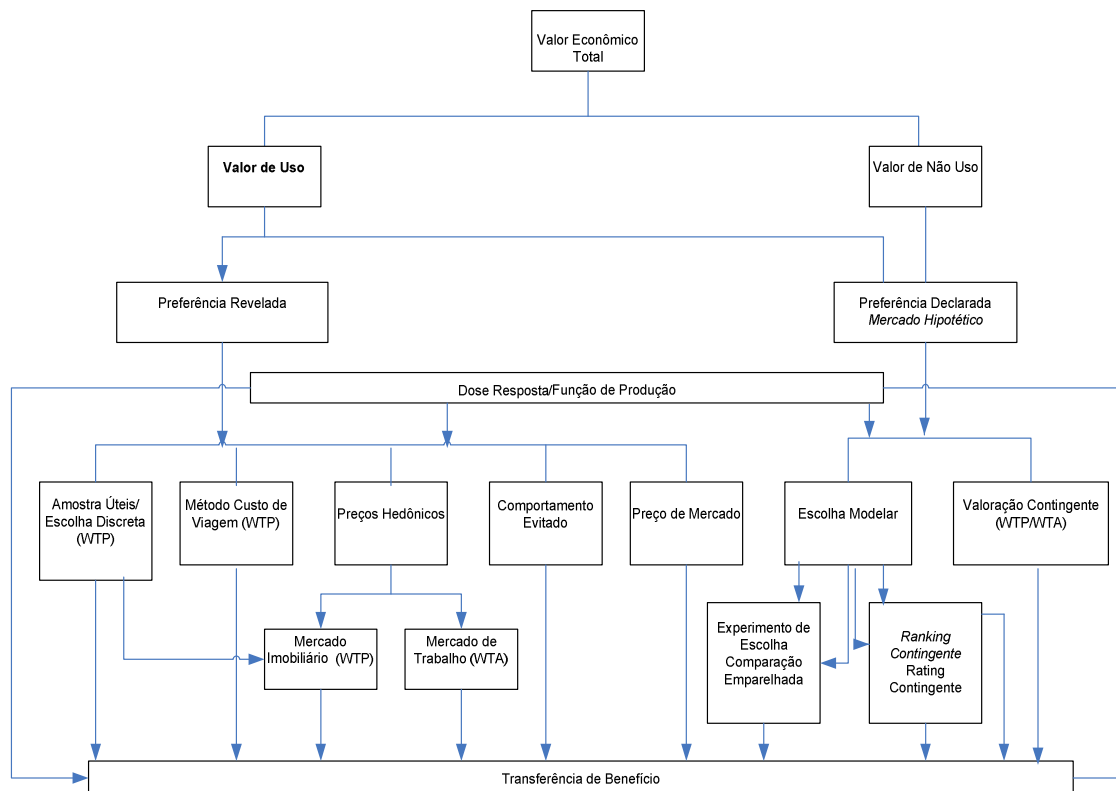 Valor Econômico
Total
Valor de Uso
Valor de Não Uso
Preferência Revelada
Preferência Declarada
Mercado Hipotético
Dose Resposta/Função de Produção
Amostra Úteis/
Escolha Discreta
(WTP)
Método Custo de
Viagem (WTP)
Preços Hedônicos
Comportamento
Evitado
Preço de Mercado
Escolha Modelar
Valoração Contingente
(WTP/WTA)
Mercado
Imobiliário (WTP)
Mercado de
Trabalho (WTA)
Experimento de
Escolha
Comparação
Emparelhada
Ranking
Contingente
Rating
Contingente
Transferência de Benefício